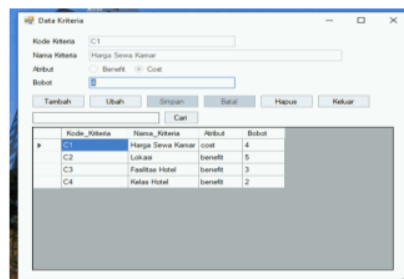 Data Kriteria
Kode Kriteria C1
Nama Kriteria Harga Sewa Kamar
Atribut Benefit Cost
Bobot 4
Tambah Ubah Simpan Batal Hapus Keluar
Cari
Kode_Kriteria Nama_Kriteria Atribut Bobot
C1 Harga Sewa Kamar cost 4
C2 Lokasi benefit 5
C3 Fasilitas Hotel benefit 3
C4 Kelas Hotel benefit 2